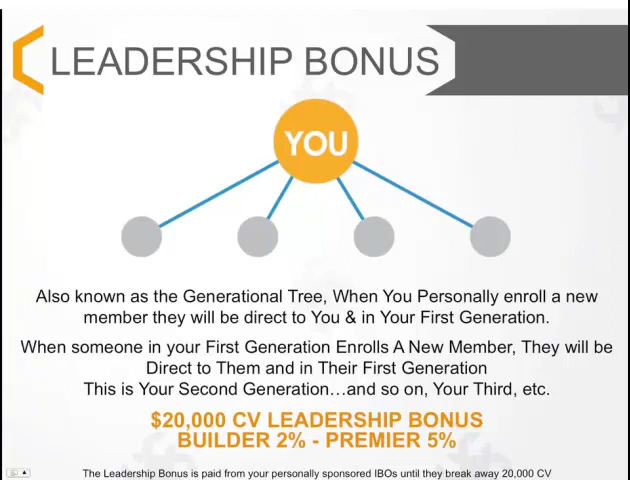 LEADERSHIP BONUS
YOU
Also known as the Generational Tree, When You Personally enroll a new
member they will be direct to You & in Your First Generation.
When someone in your First Generation Enrolls A New Member, They will be
Direct to Them and in Their First Generation
This is Your Second Generation…and so on, Your Third, etc.
$20,000 CV LEADERSHIP BONUS
BUILDER 2% - PREMIER 5%
The Leadership Bonus is paid from your personally sponsored IBOs until they break away 20,000 CV